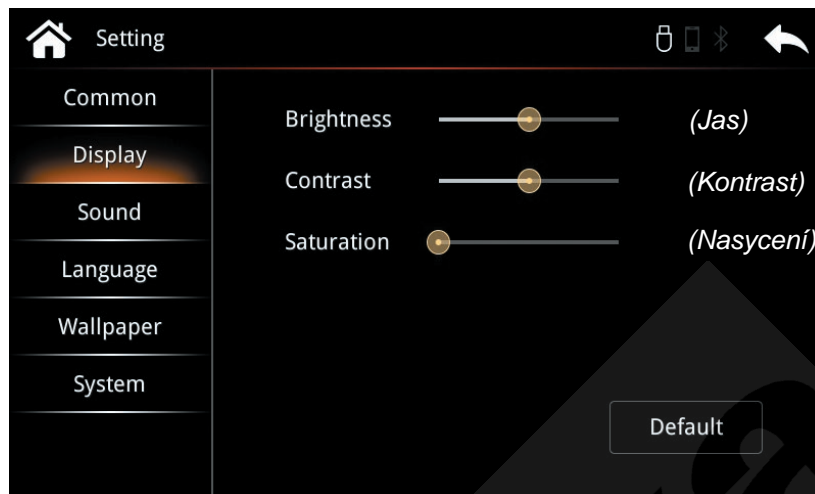 Setting
Common
Display
Sound
Language
Wallpaper
System
Brightness (Jas)
Contrast (Kontrast)
Saturation (Nasycení)
Default